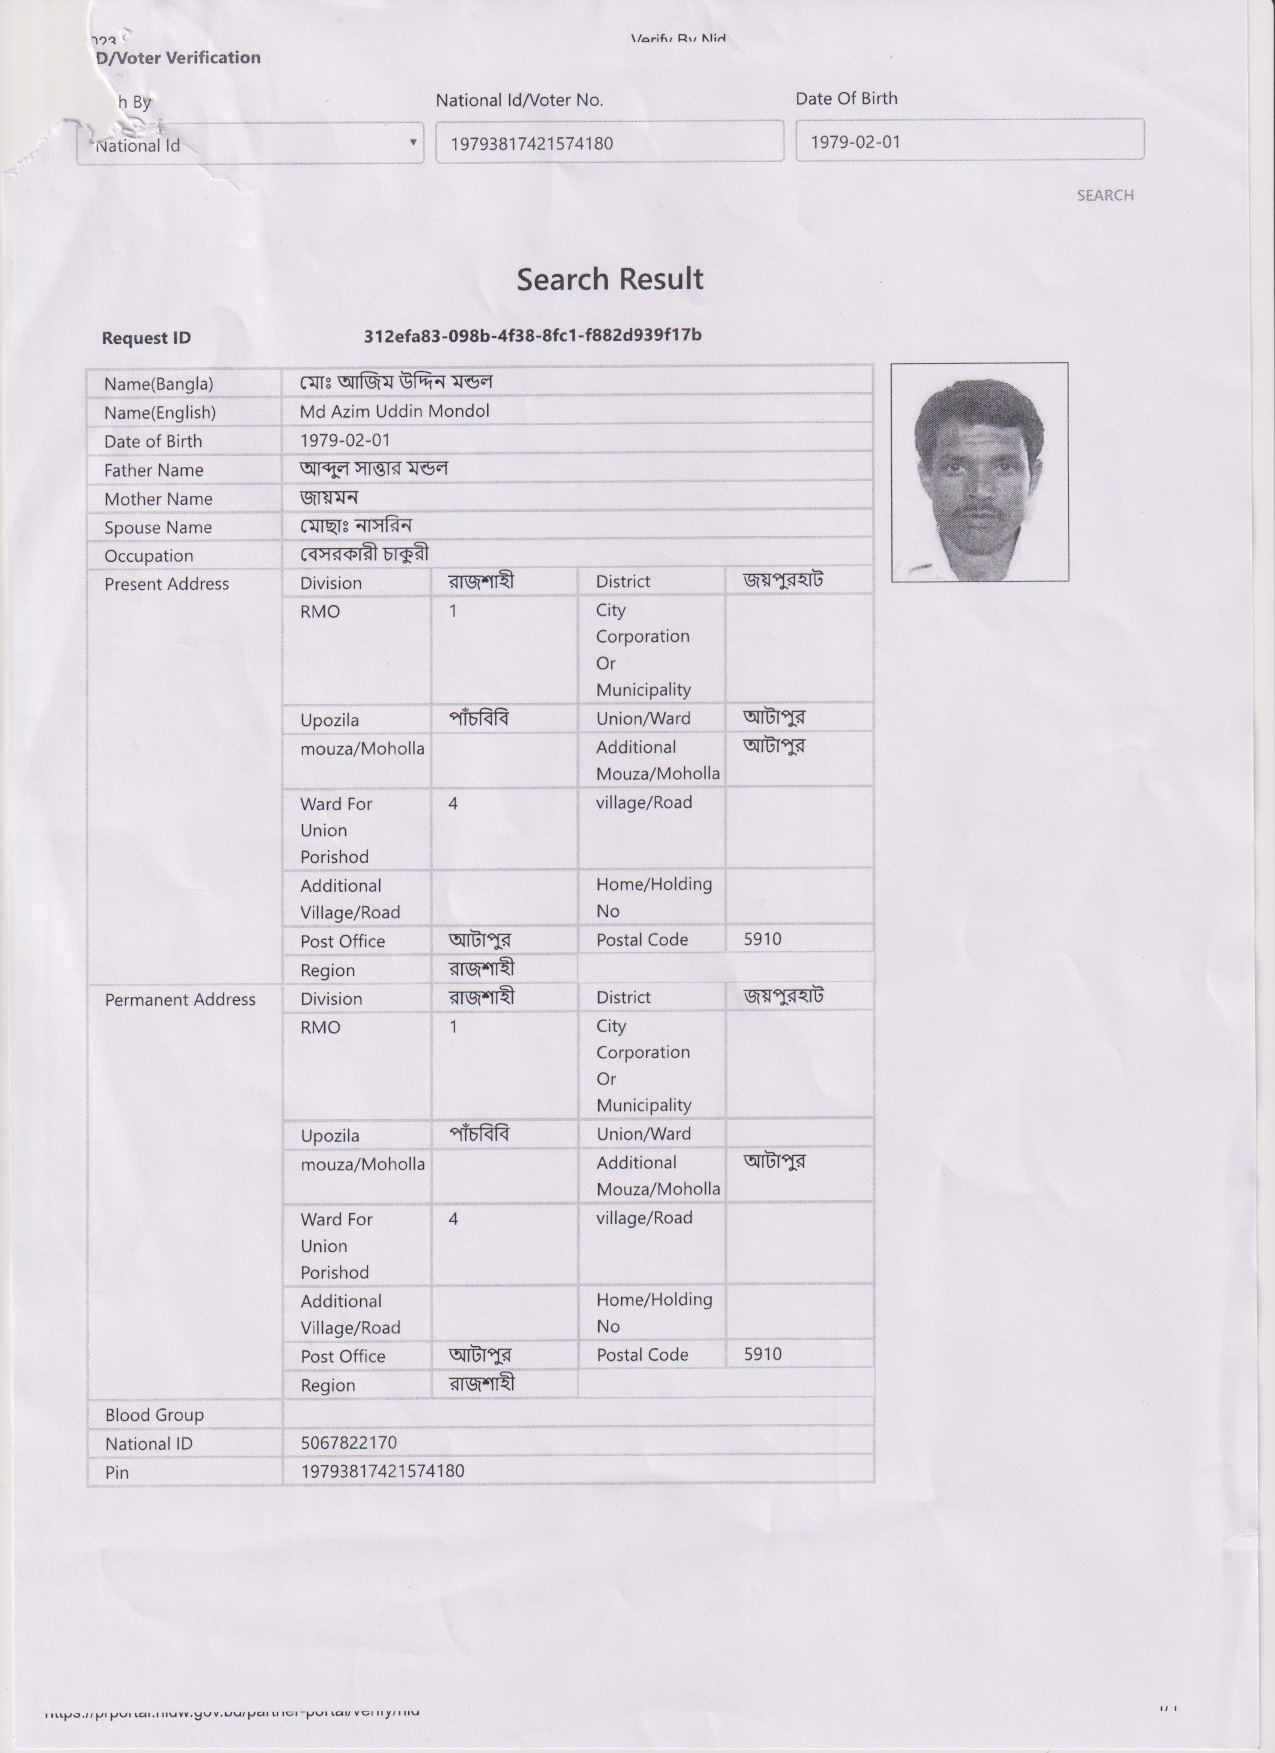 Verify By Nid
D/Voter Verification
h By
National Id/Voter No.
Date Of Birth
National Id
19793817421574180
1979-02-01
SEARCH
Search Result
Request ID 312efa83-098b-4f38-8fc1-f882d939f17b
Name(Bangla) মোঃ আজিম উদ্দিন মন্ডল
Name(English) Md Azim Uddin Mondol
Date of Birth 1979-02-01
Father Name আব্দুল সাত্তার মন্ডল
Mother Name জায়মন
Spouse Name মোছাঃ নাসরিন
Occupation বেসরকারী চাকুরী
Present Address Division রাজশাহী District জয়পুরহাট
RMO 1 City
Corporation
Or
Municipality
Upozila পাঁচবিবি Union/Ward আটাপুর
mouza/Moholla Additional আটাপুর
Mouza/Moholla
Ward For 4 village/Road
Union
Porishod
Additional Home/Holding
Village/Road No
Post Office আটাপুর Postal Code 5910
Region রাজশাহী
Permanent Address Division রাজশাহী District জয়পুরহাট
RMO 1 City
Corporation
Or
Municipality
Upozila পাঁচবিবি Union/Ward
mouza/Moholla Additional আটাপুর
Mouza/Moholla
Ward For 4 village/Road
Union
Porishod
Additional Home/Holding
Village/Road No
Post Office আটাপুর Postal Code 5910
Region রাজশাহী
Blood Group
National ID 5067822170
Pin 19793817421574180
https://prportal.nidw.gov.bd/partner-portal/verify/nid
1/1